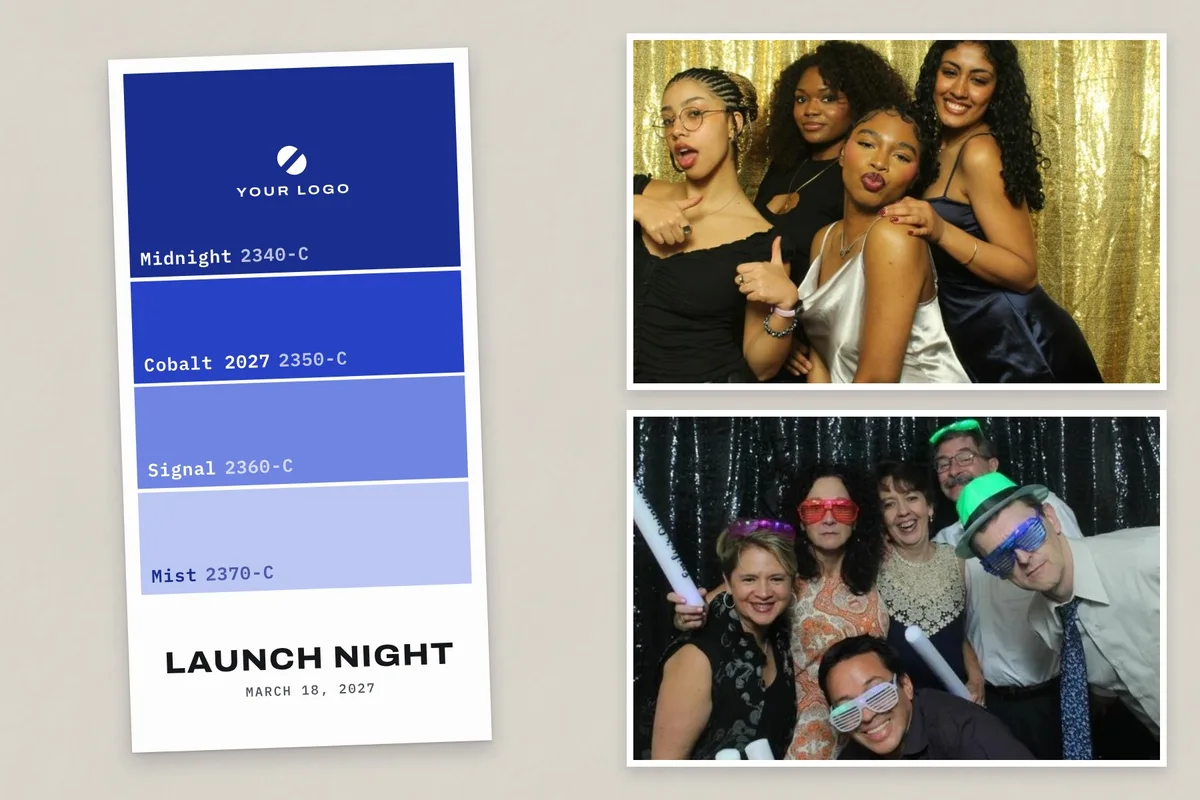 YOUR LOGO
Midnight 2340-C
Cobalt 2027 2350-C
Signal 2360-C
Mist 2370-C
LAUNCH NIGHT
MARCH 18, 2027